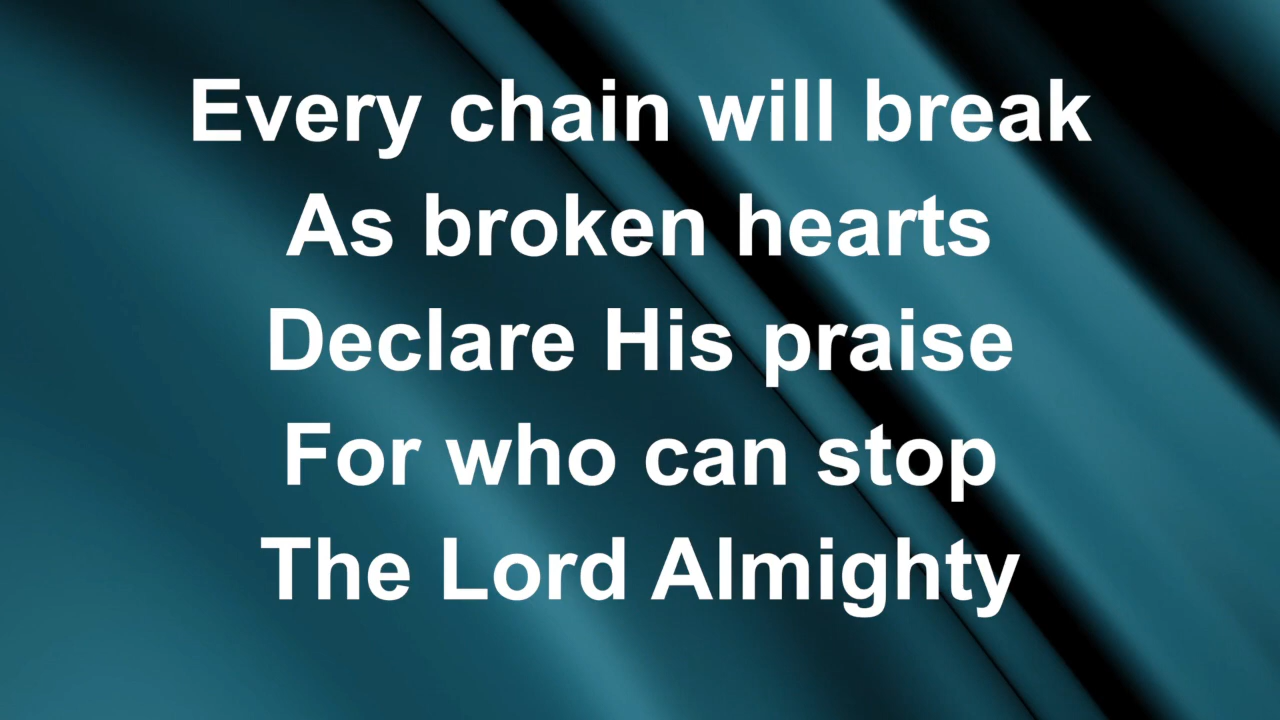 Every chain will break
As broken hearts
Declare His praise
For who can stop
The Lord Almighty